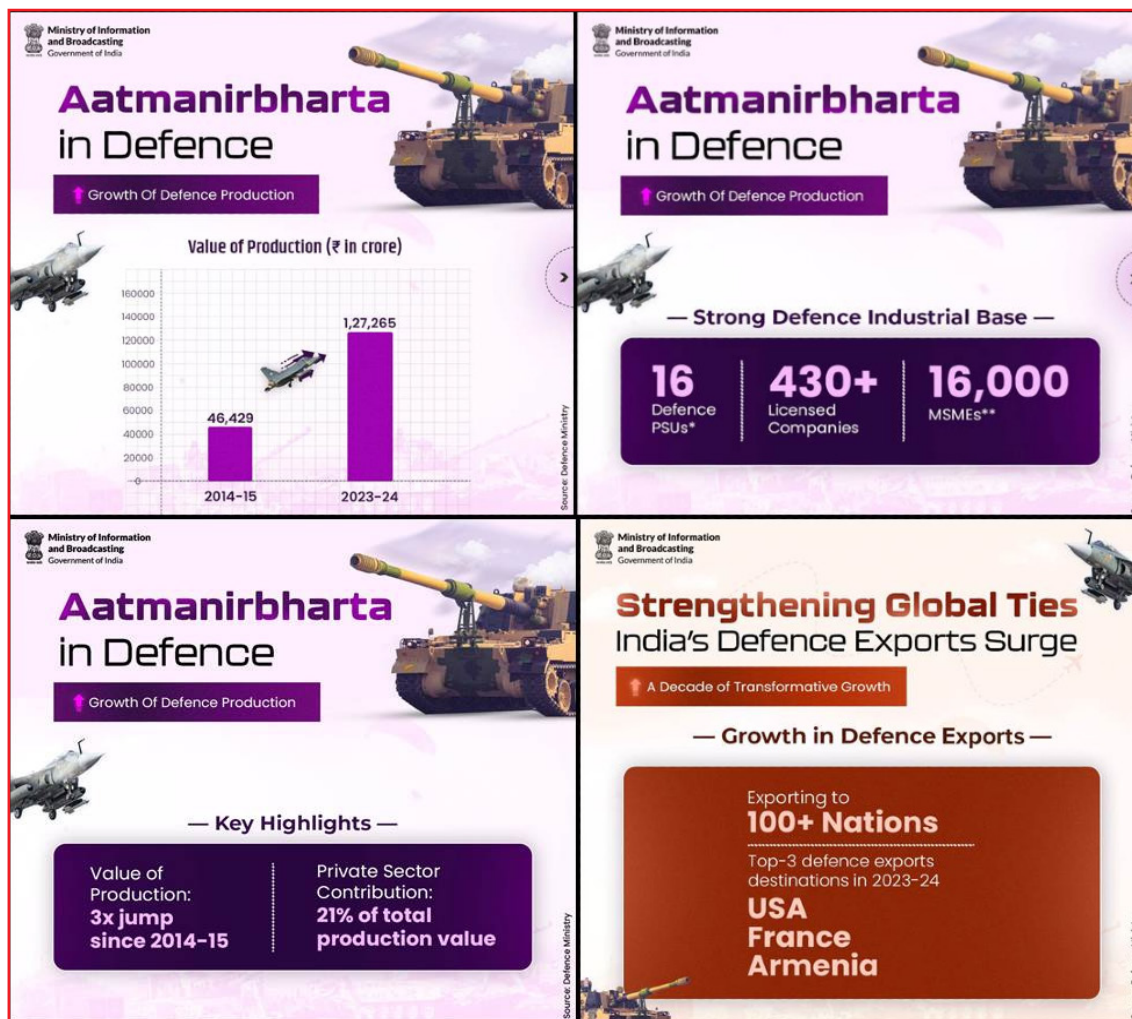 Ministry of Information
and Broadcasting
Government of India
Aatmanirbharta
in Defence
Growth Of Defence Production
Value of Production (₹ in crore)
160000
140000
120000
100000
80000
60000
40000
20000
0
46,429
1,27,265
2014-15
2023-24
Source: Defence Ministry
Ministry of Information
and Broadcasting
Government of India
Aatmanirbharta
in Defence
Growth Of Defence Production
— Strong Defence Industrial Base —
16
Defence
PSUs*
430+
Licensed
Companies
16,000
MSMEs**
Ministry of Information
and Broadcasting
Government of India
Aatmanirbharta
in Defence
Growth Of Defence Production
— Key Highlights —
Value of
Production:
3x jump
since 2014-15
Private Sector
Contribution:
21% of total
production value
Source: Defence Ministry
Ministry of Information
and Broadcasting
Government of India
Strengthening Global Ties
India's Defence Exports Surge
A Decade of Transformative Growth
— Growth in Defence Exports —
Exporting to
100+ Nations
Top-3 defence exports
destinations in 2023-24
USA
France
Armenia